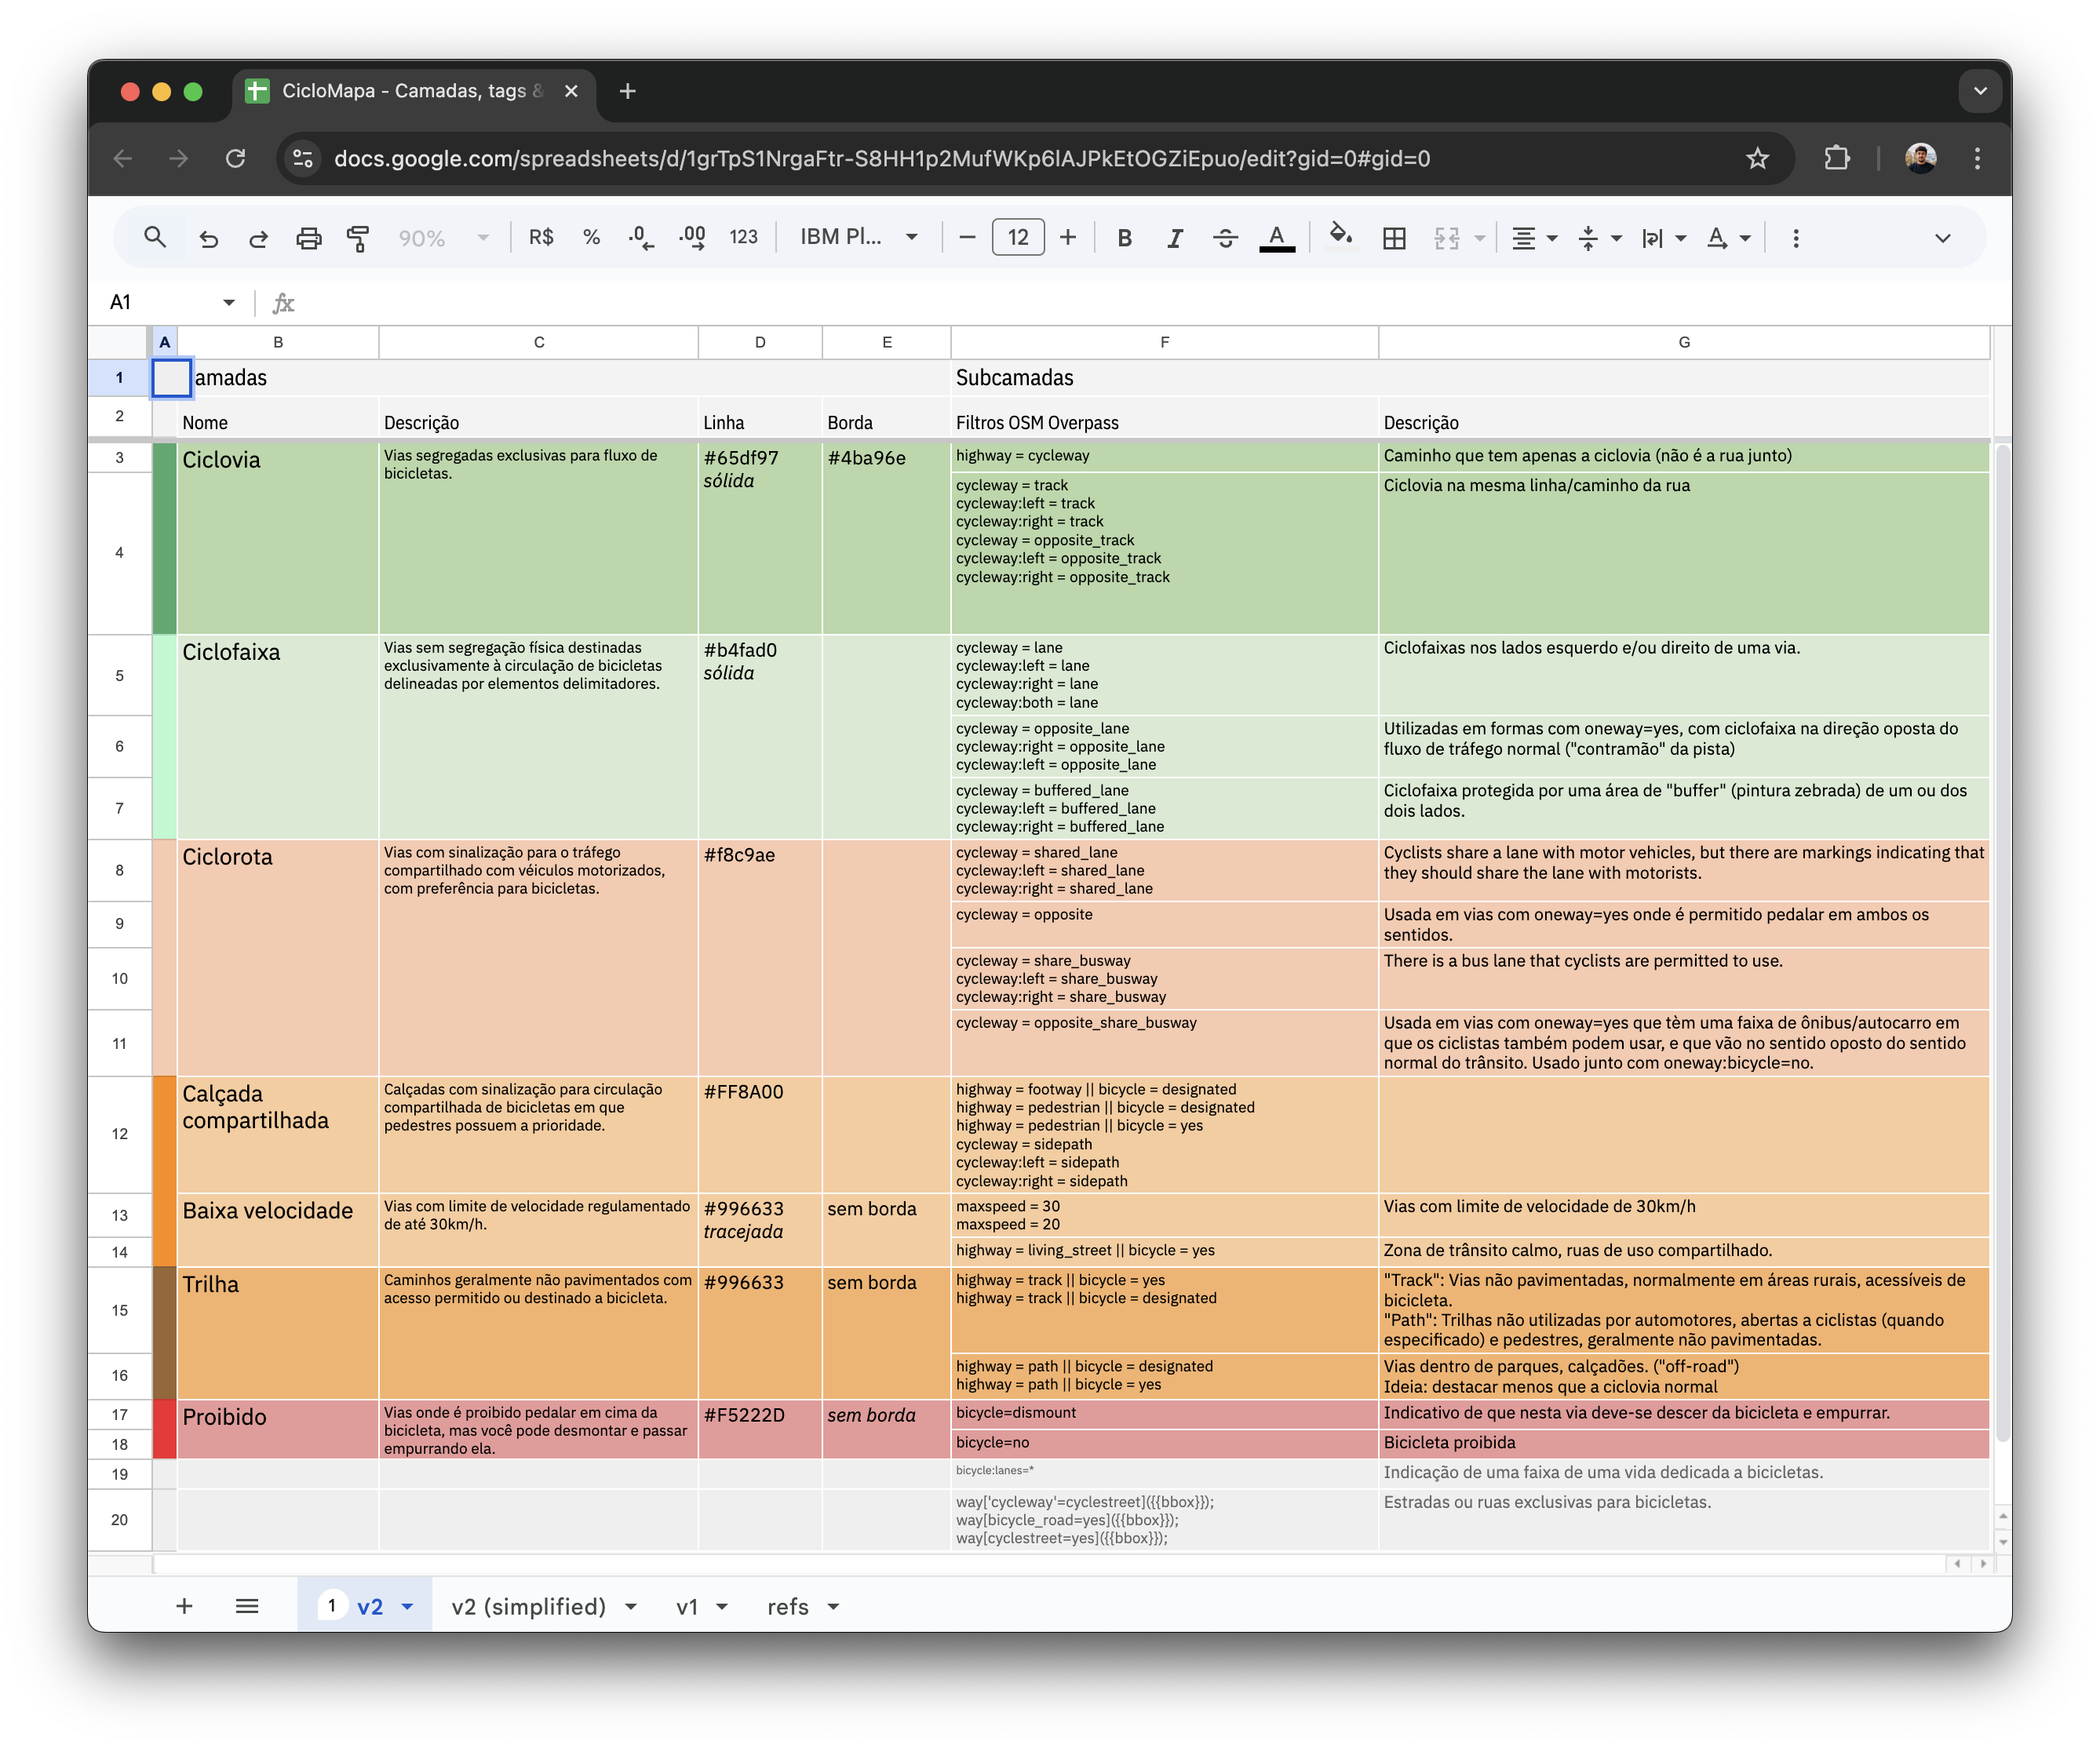 CicloMapa - Camadas, tags &
docs.google.com/spreadsheets/d/1grTpS1NrgaFtr-S8HH1p2MufWKp6IAJPkEtOGZiEpuo/edit?gid=0#gid=0
90% R$ % .0 .00 123 IBM Pl... 12 B I A
A1 fx
A B C D E F G
1 amadas Subcamadas
2 Nome Descrição Linha Borda Filtros OSM Overpass Descrição
3
Ciclovia
Vias segregadas exclusivas para fluxo de
bicicletas.
#65df97
sólida
#4ba96e
highway = cycleway
Caminho que tem apenas a ciclovia (não é a rua junto)
4
cycleway = track
cycleway:left = track
cycleway:right = track
cycleway = opposite_track
cycleway:left = opposite_track
cycleway:right = opposite_track
Ciclovia na mesma linha/caminho da rua
5
Ciclofaixa
Vias sem segregação física destinadas
exclusivamente à circulação de bicicletas
delineadas por elementos delimitadores.
#b4fad0
sólida
cycleway = lane
cycleway:left = lane
cycleway:right = lane
cycleway:both = lane
Ciclofaixas nos lados esquerdo e/ou direito de uma via.
6
cycleway = opposite_lane
cycleway:right = opposite_lane
cycleway:left = opposite_lane
Utilizadas em formas com oneway=yes, com ciclofaixa na direção oposta do
fluxo de tráfego normal ("contramão" da pista)
7
cycleway = buffered_lane
cycleway:left = buffered_lane
cycleway:right = buffered_lane
Ciclofaixa protegida por uma área de "buffer" (pintura zebrada) de um ou dos
dois lados.
8
Ciclorota
Vias com sinalização para o tráfego
compartilhado com véiculos motorizados,
com preferência para bicicletas.
#f8c9ae
cycleway = shared_lane
cycleway:left = shared_lane
cycleway:right = shared_lane
Cyclists share a lane with motor vehicles, but there are markings indicating that
they should share the lane with motorists.
9
cycleway = opposite
Usada em vias com oneway=yes onde é permitido pedalar em ambos os
sentidos.
10
cycleway = share_busway
cycleway:left = share_busway
cycleway:right = share_busway
There is a bus lane that cyclists are permitted to use.
11
cycleway = opposite_share_busway
Usada em vias com oneway=yes que tèm uma faixa de ônibus/autocarro em
que os ciclistas também podem usar, e que vão no sentido oposto do sentido
normal do trânsito. Usado junto com oneway:bicycle=no.
12
Calçada
compartilhada
Calçadas com sinalização para circulação
compartilhada de bicicletas em que
pedestres possuem a prioridade.
#FF8A00
highway = footway || bicycle = designated
highway = pedestrian || bicycle = designated
highway = pedestrian || bicycle = yes
cycleway = sidepath
cycleway:left = sidepath
cycleway:right = sidepath
13
Baixa velocidade
Vias com limite de velocidade regulamentado
de até 30km/h.
#996633
tracejada
sem borda
maxspeed = 30
maxspeed = 20
Vias com limite de velocidade de 30km/h
14
highway = living_street || bicycle = yes
Zona de trânsito calmo, ruas de uso compartilhado.
15
Trilha
Caminhos geralmente não pavimentados com
acesso permitido ou destinado a bicicleta.
#996633
sem borda
highway = track || bicycle = yes
highway = track || bicycle = designated
"Track": Vias não pavimentadas, normalmente em áreas rurais, acessíveis de
bicicleta.
"Path": Trilhas não utilizadas por automotores, abertas a ciclistas (quando
especificado) e pedestres, geralmente não pavimentadas.
16
highway = path || bicycle = designated
highway = path || bicycle = yes
Vias dentro de parques, calçadões. ("off-road")
Ideia: destacar menos que a ciclovia normal
17
Proibido
Vias onde é proibido pedalar em cima da
bicicleta, mas você pode desmontar e passar
empurrando ela.
#F5222D
sem borda
bicycle=dismount
Indicativo de que nesta via deve-se descer da bicicleta e empurrar.
18
bicycle=no
Bicicleta proibida
19
bicycle:lanes=*
Indicação de uma faixa de uma vida dedicada a bicicletas.
20
way['cycleway'=cyclestreet]({{bbox}});
way[bicycle_road=yes]({{bbox}});
way[cyclestreet=yes]({{bbox}});
Estradas ou ruas exclusivas para bicicletas.
1 v2 v2 (simplified) v1 refs